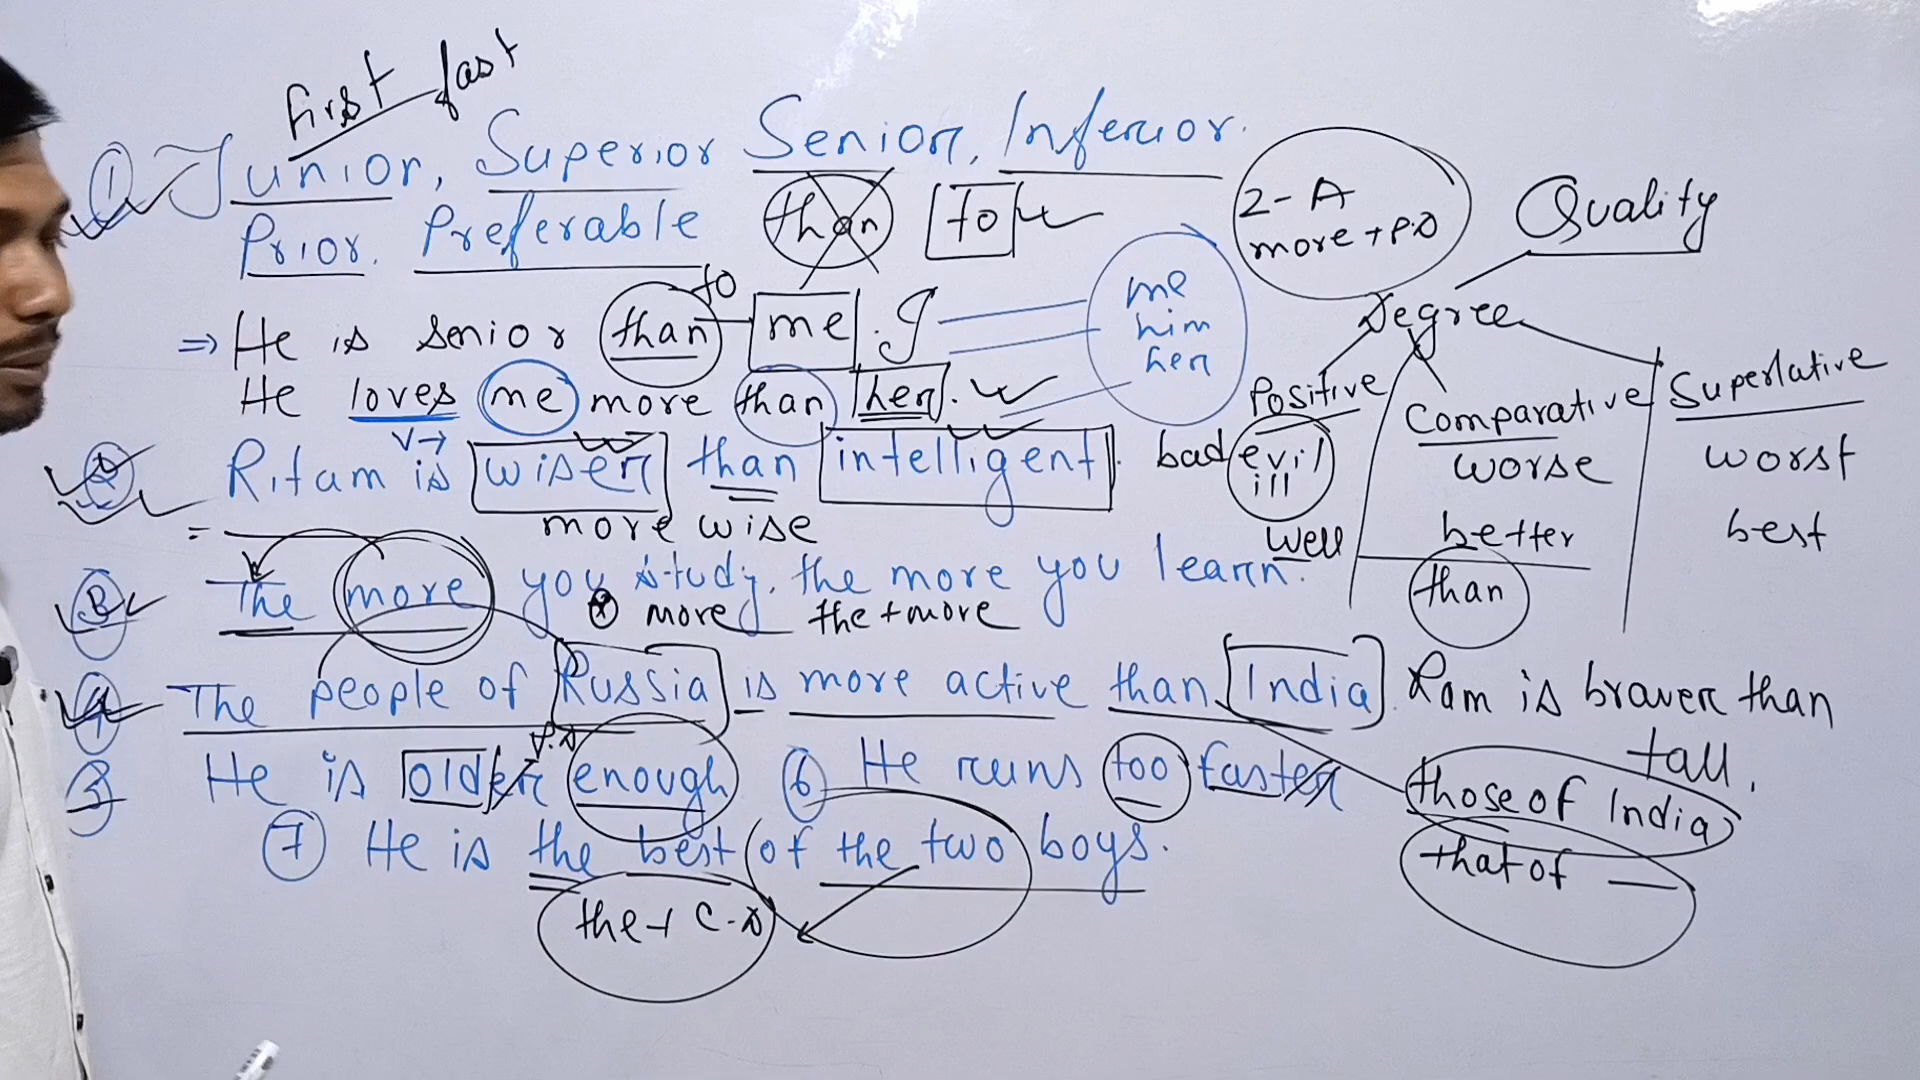 First fast
① Junior, Superior Senior, Inferior.
Prior. Preferable than to
2-A
more + P.D
Quality
Degree
Positive Comparative Superlative
bad evil ill worse worst
well better best
than
to
⇒ He is senior than me. I
me
him
her
He loves me more than her.
V→
② Ritam is wiser than intelligent.
= more wise
③ The more you study, the more you learn.
more the + more
④ The people of Russia is more active than India. Ram is braver than
tall.
those of India
that of —
⑤ He is older enough ⑥ He runs too faster
⑦ He is the best of the two boys.
the + C-D